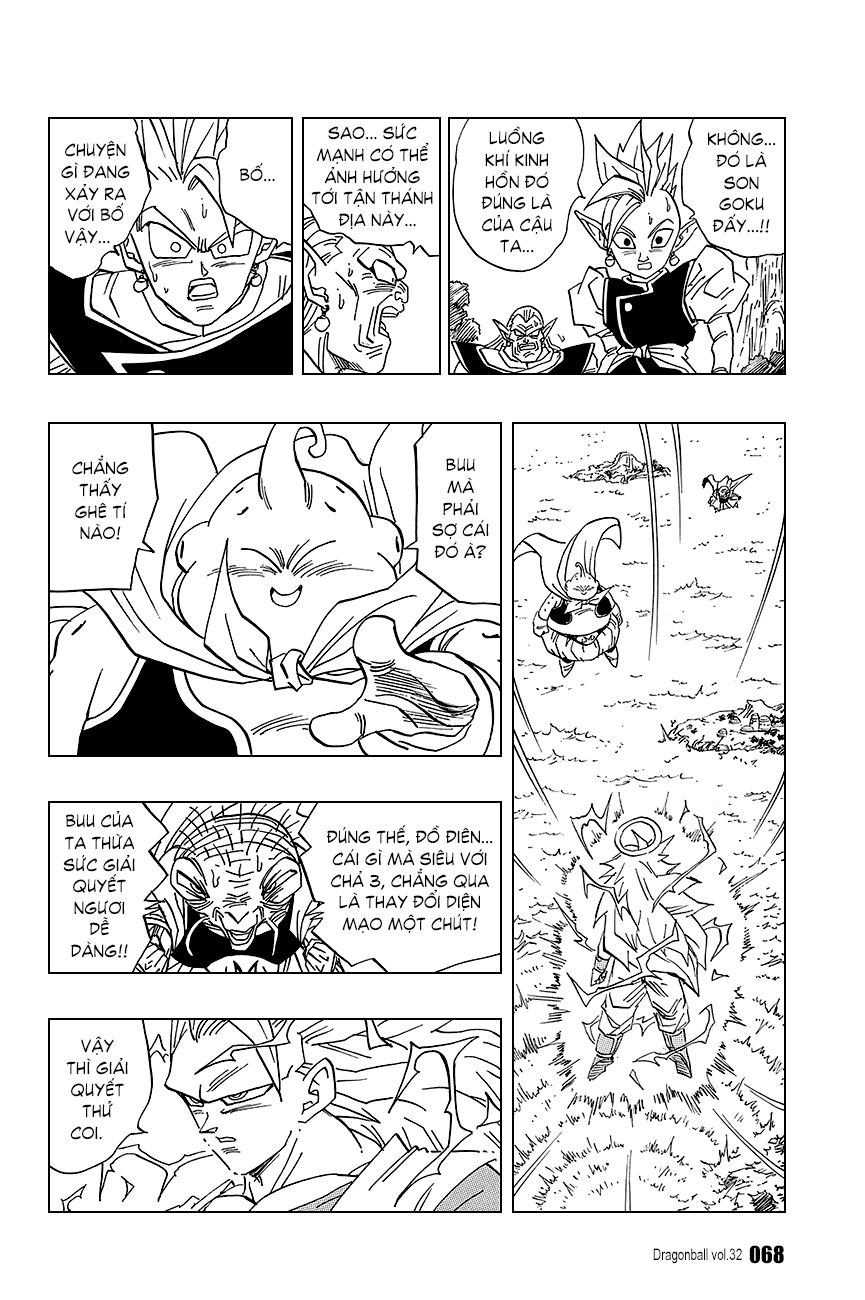 KHÔNG...
ĐÓ LÀ
SON
GOKU
ĐẤY...!!
LUỒNG
KHÍ KINH
HỒN ĐÓ
ĐÚNG LÀ
CỦA CẬU
TA...
SAO... SỨC
MẠNH CÓ THỂ
ẢNH HƯỞNG
TỚI TẬN THÁNH
ĐỊA NÀY...
BỐ...
CHUYỆN
GÌ ĐANG
XẢY RA
VỚI BỐ
VẬY...
BUU
MÀ
PHẢI
SỢ CÁI
ĐÓ À?
CHẲNG
THẤY
GHÊ TÍ
NÀO!
ĐÚNG THẾ, ĐỒ ĐIÊN...
CÁI GÌ MÀ SIÊU VỚI
CHẢ 3, CHẲNG QUA
LÀ THAY ĐỔI DIỆN
MẠO MỘT CHÚT!
BUU CỦA
TA THỪA
SỨC GIẢI
QUYẾT
NGƯƠI
DỄ
DÀNG!!
VẬY
THÌ GIẢI
QUYẾT
THỬ
COI.
Dragonball vol.32 068